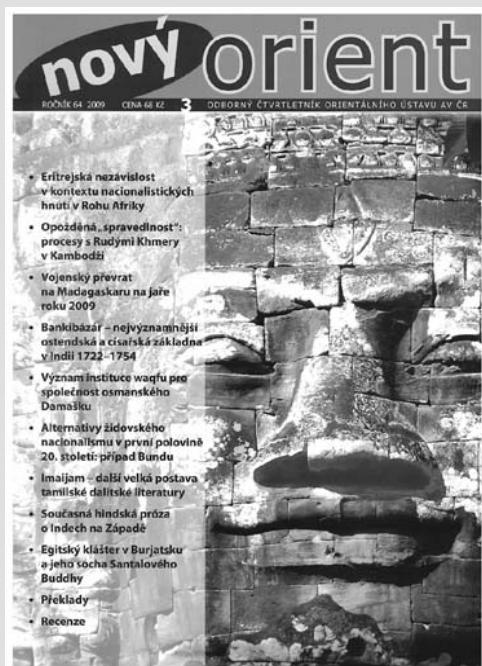 nový orient
ROČNÍK 64 2009 CENA 68 Kč 3 ODBORNÝ ČTVRTLETNÍK ORIENTÁLNÍHO ÚSTAVU AV ČR
• Eritrejská nezávislost
v kontextu nacionalistických
hnutí v Rohu Afriky
• Opožděná „spravedlnost“:
procesy s Rudými Khmery
v Kambodži
• Vojenský převrat
na Madagaskaru na jaře
roku 2009
• Bankibázár – nejvýznamnější
ostendská a císařská základna
v Indii 1722–1754
• Význam instituce waqfu pro
společnost osmanského
Damašku
• Alternativy židovského
nacionalismu v první polovině
20. století: případ Bundu
• Imaijam – další velká postava
tamilské dalitské literatury
• Současná hindská próza
o Indech na Západě
• Egitský klášter v Burjatsku
a jeho socha Santalového
Buddhy
• Překlady
• Recenze